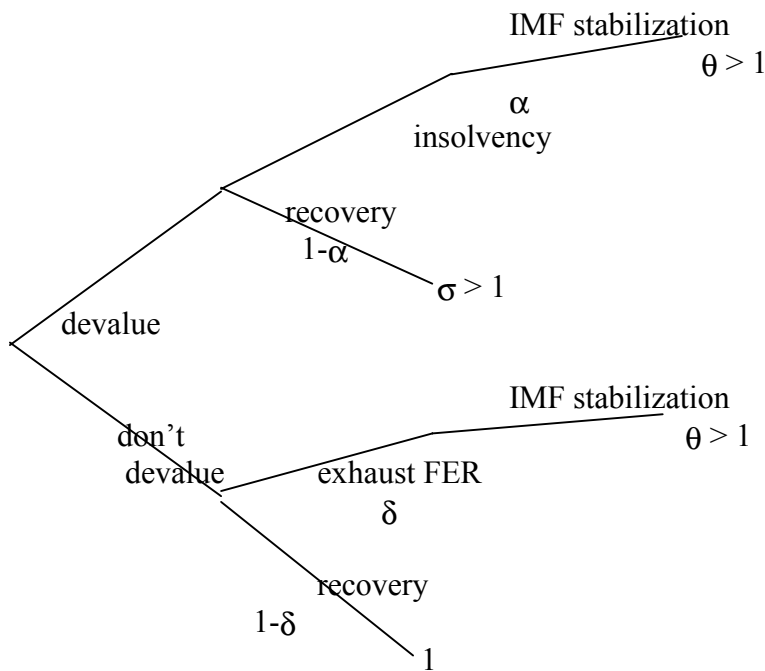 IMF stabilization
θ > 1
α
insolvency
recovery
1-α
σ > 1
devalue
IMF stabilization
θ > 1
don't
devalue
exhaust FER
δ
recovery
1-δ
1